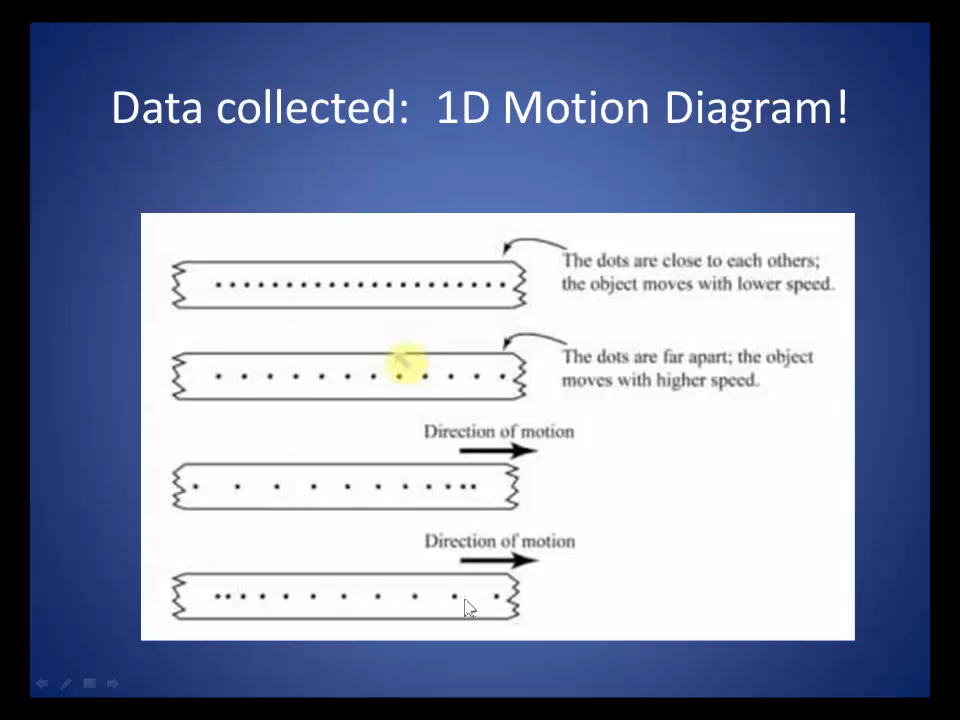 Data collected:  1D Motion Diagram!
The dots are close to each others;
the object moves with lower speed.
The dots are far apart; the object
moves with higher speed.
Direction of motion
Direction of motion